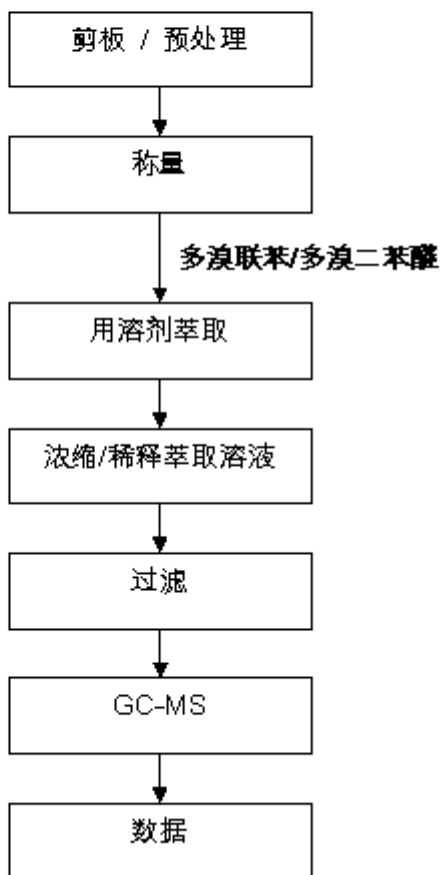 剪板 / 预处理
称量
多溴联苯/多溴二苯醚
用溶剂萃取
浓缩/稀释萃取溶液
过滤
GC-MS
数据